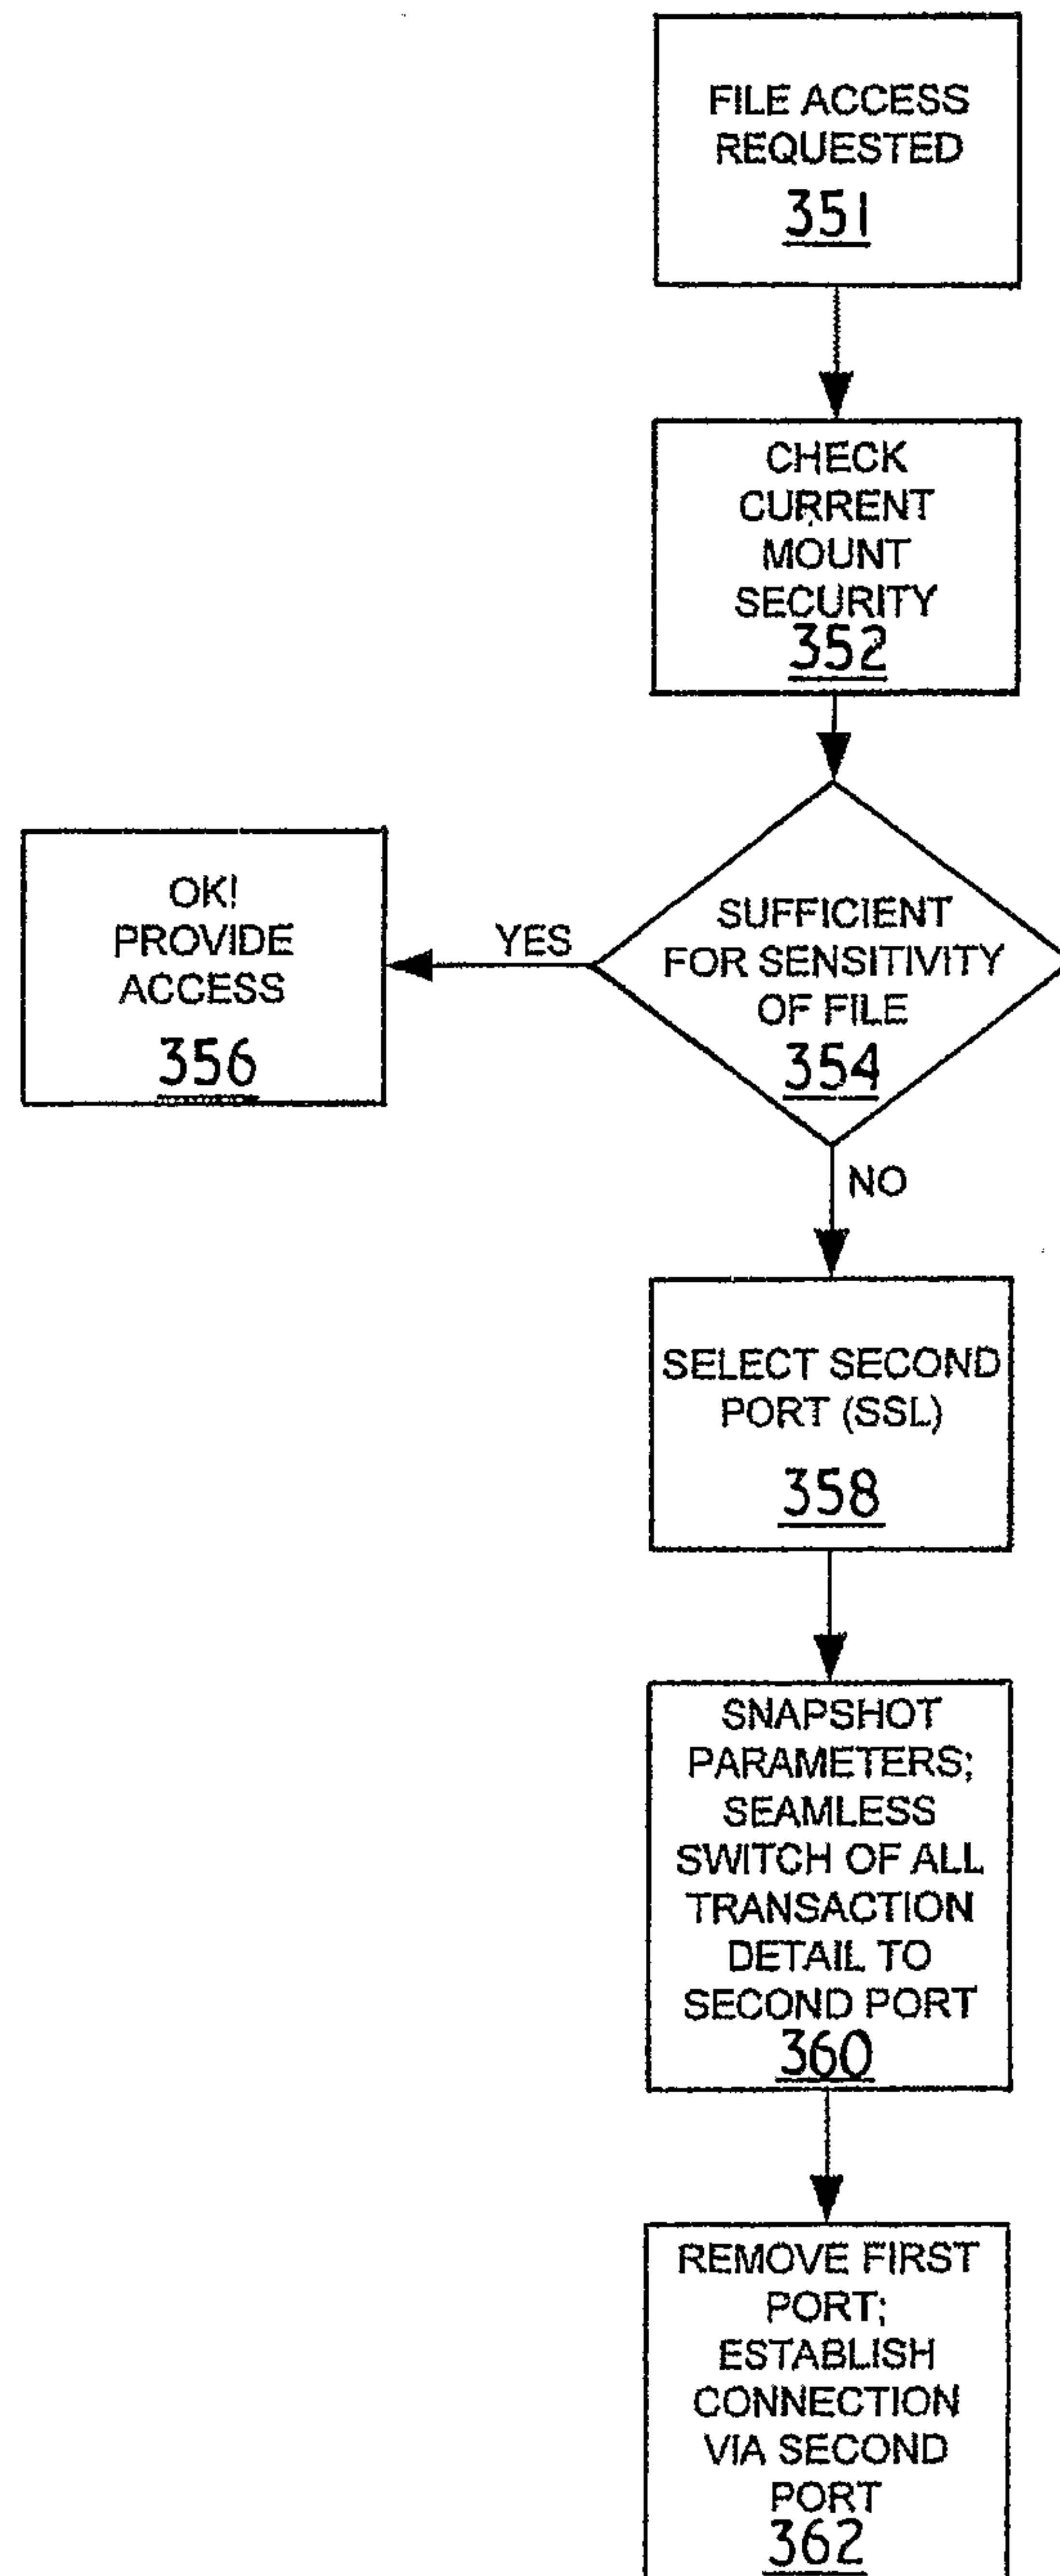 FILE ACCESS
REQUESTED
351
CHECK
CURRENT
MOUNT
SECURITY
352
SUFFICIENT
FOR SENSITIVITY
OF FILE
354
YES
OK!
PROVIDE
ACCESS
356
NO
SELECT SECOND
PORT (SSL)
358
SNAPSHOT
PARAMETERS;
SEAMLESS
SWITCH OF ALL
TRANSACTION
DETAIL TO
SECOND PORT
360
REMOVE FIRST
PORT;
ESTABLISH
CONNECTION
VIA SECOND
PORT
362